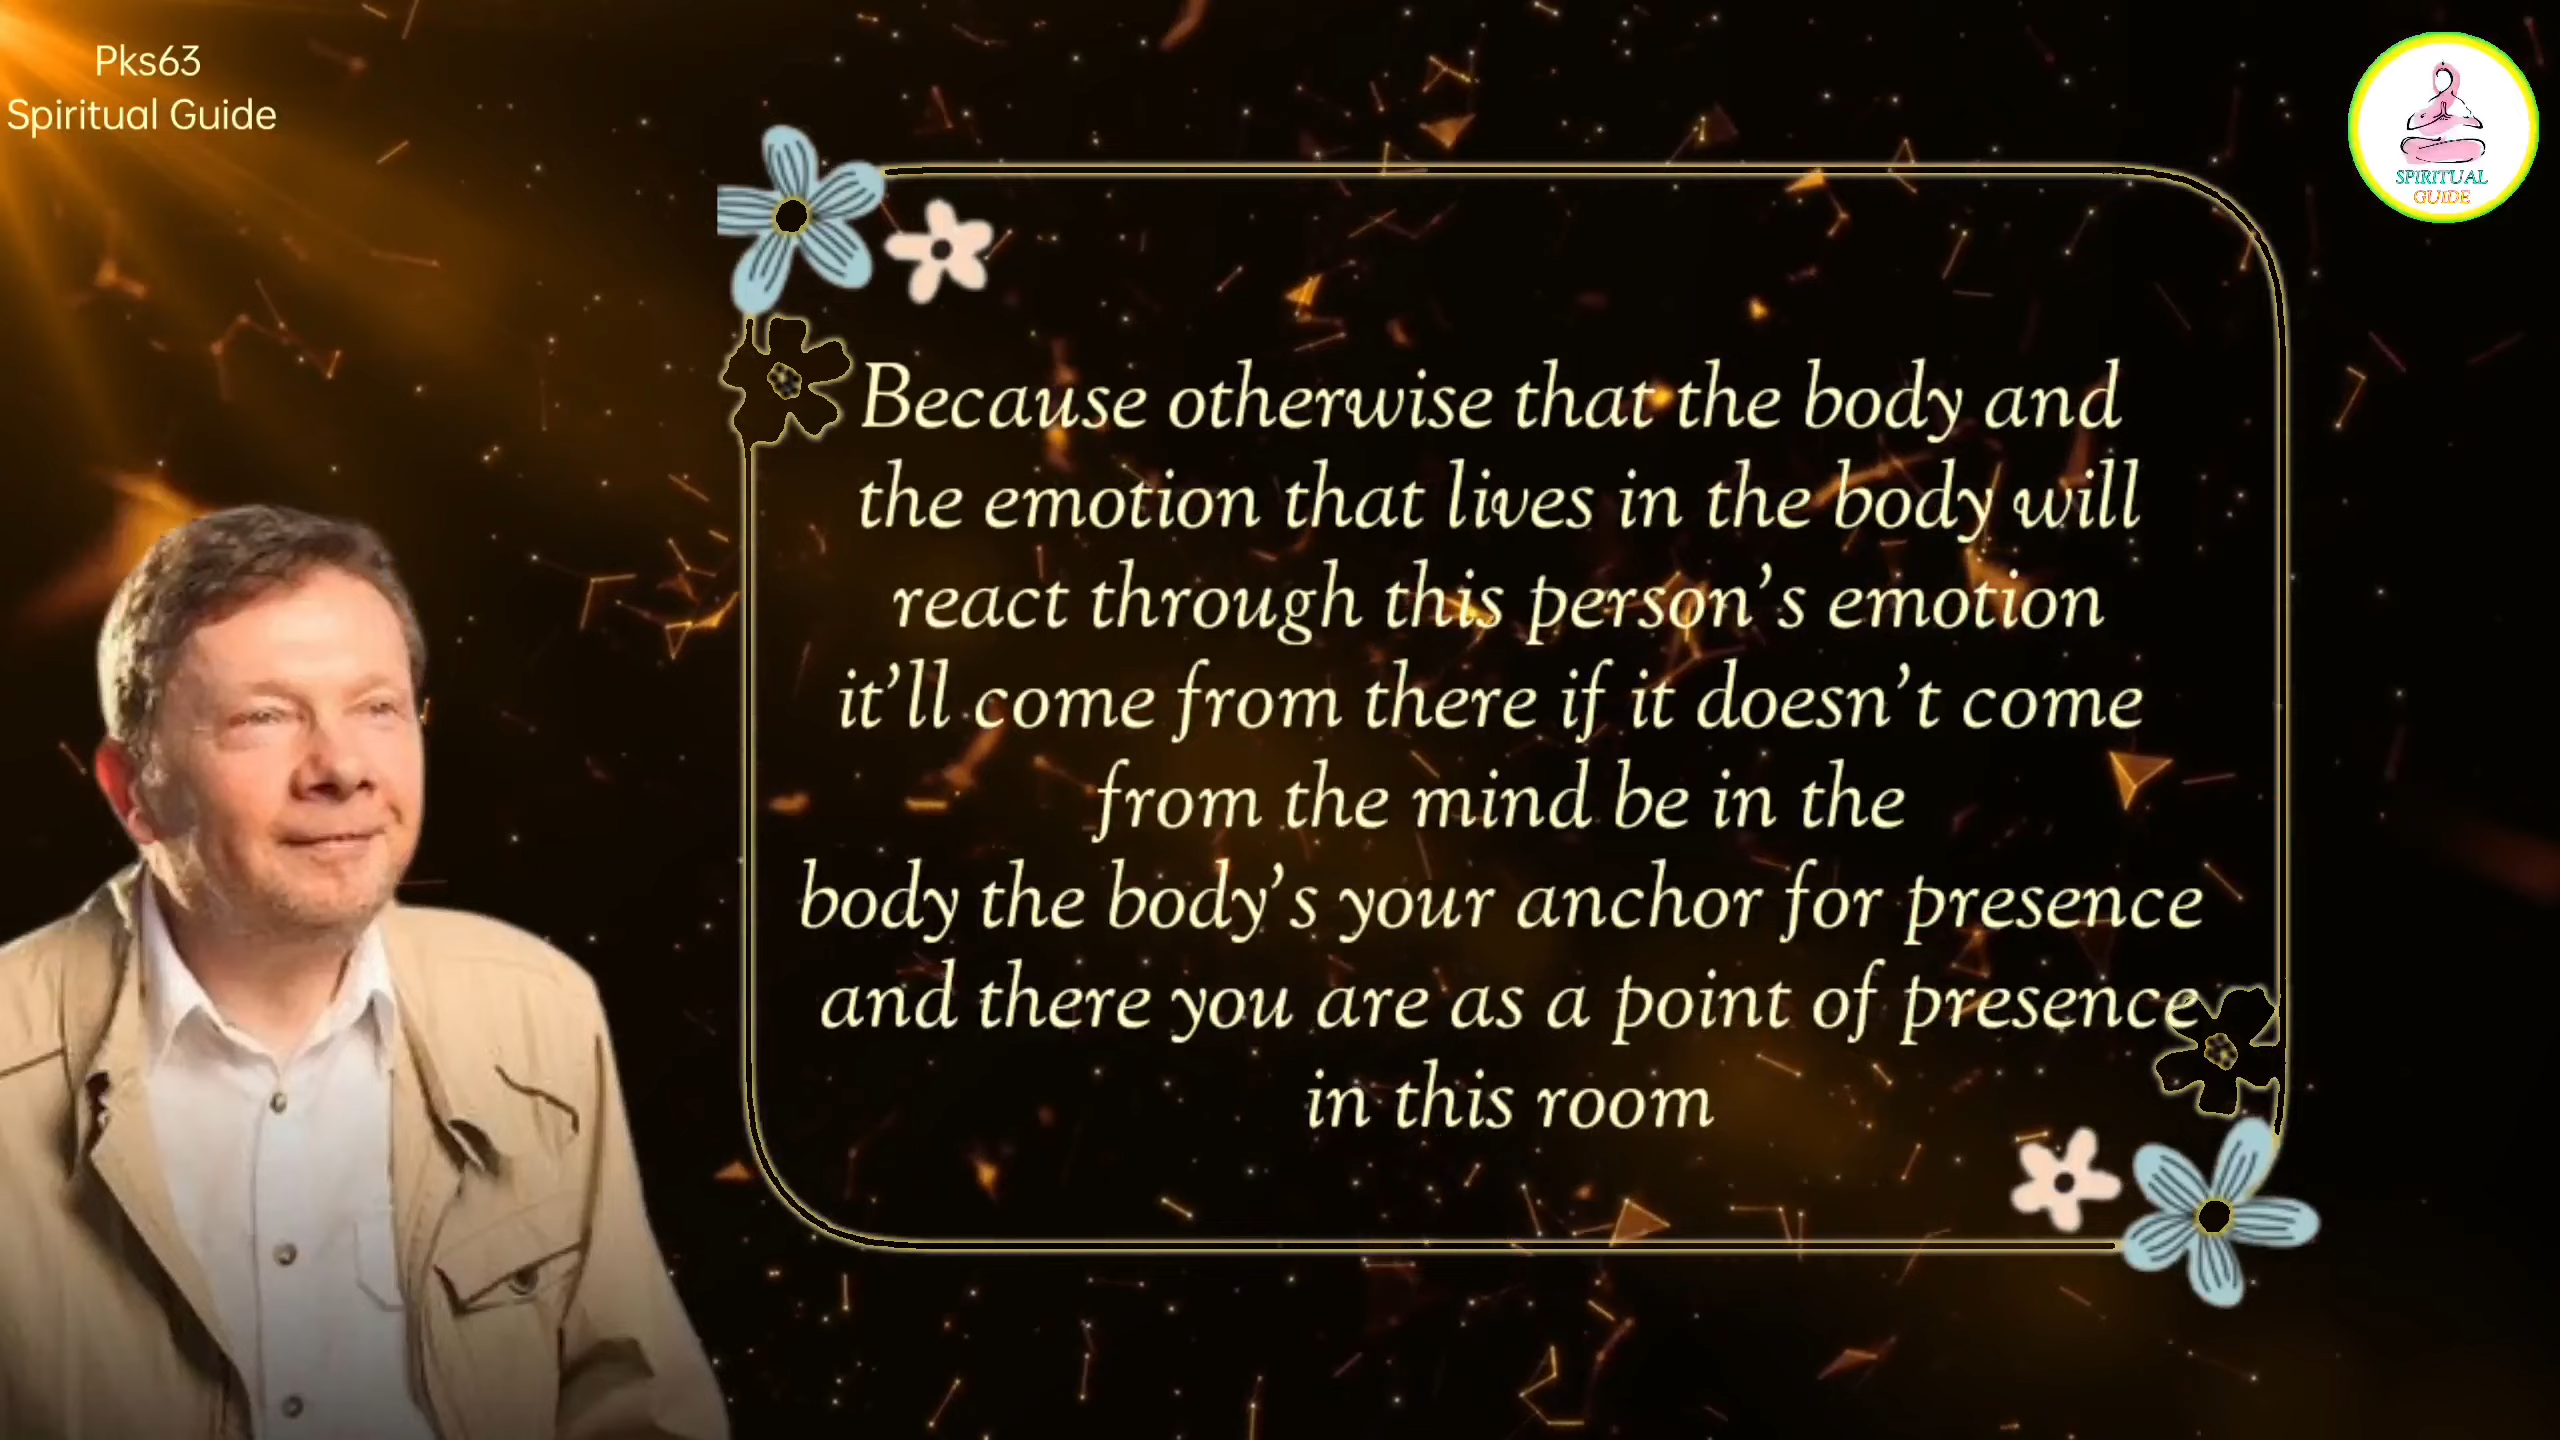 Pks63
Spiritual Guide
SPIRITUAL
GUIDE
Because otherwise that the body and
the emotion that lives in the body will
react through this person's emotion
it'll come from there if it doesn't come
from the mind be in the
body the body's your anchor for presence
and there you are as a point of presence
in this room